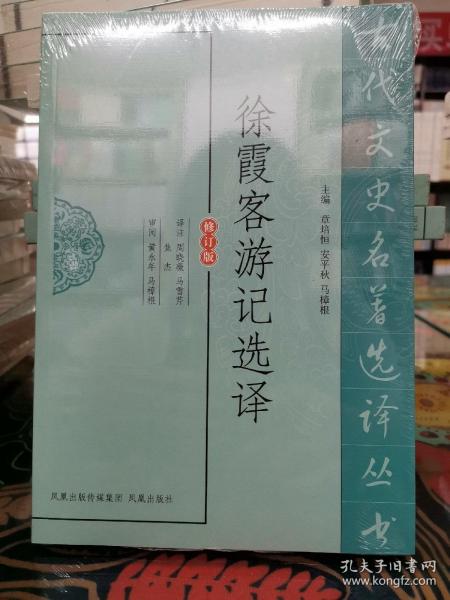 古代文史名著选译丛书
主编 章培恒 安平秋 马樟根
徐霞客游记选译
修订版
译注 周晓薇 马雪芹
焦杰
审阅 黄永年 马樟根
凤凰出版传媒集团 凤凰出版社
孔夫子旧书网
www.kongfz.com